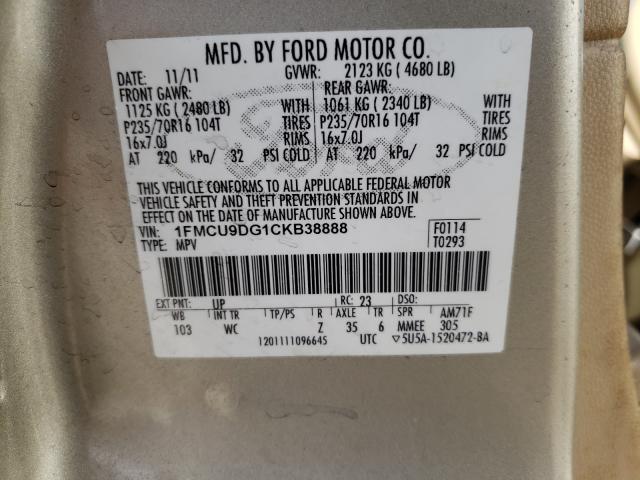 MFD. BY FORD MOTOR CO.
DATE: 11/11 GVWR: 2123 KG ( 4680 LB)
FRONT GAWR: REAR GAWR:
1125 KG ( 2480 LB) WITH 1061 KG ( 2340 LB) WITH
P235/70R16 104T TIRES P235/70R16 104T TIRES
16x7.0J RIMS 16x7.0J RIMS
AT 220 kPa/ 32 PSI COLD AT 220 kPa/ 32 PSI COLD
THIS VEHICLE CONFORMS TO ALL APPLICABLE FEDERAL MOTOR
VEHICLE SAFETY AND THEFT PREVENTION STANDARDS IN
EFFECT ON THE DATE OF MANUFACTURE SHOWN ABOVE.
VIN: 1FMCU9DG1CKB38888 F0114
TYPE: MPV T0293
EXT PNT: UP RC: 23 DSO:
WB INT TR TP/PS R AXLE TR SPR AM71F
103 WC Z 35 6 MMEE 305
1201111096645 UTC ▽5U5A-1520472-BA
Ford